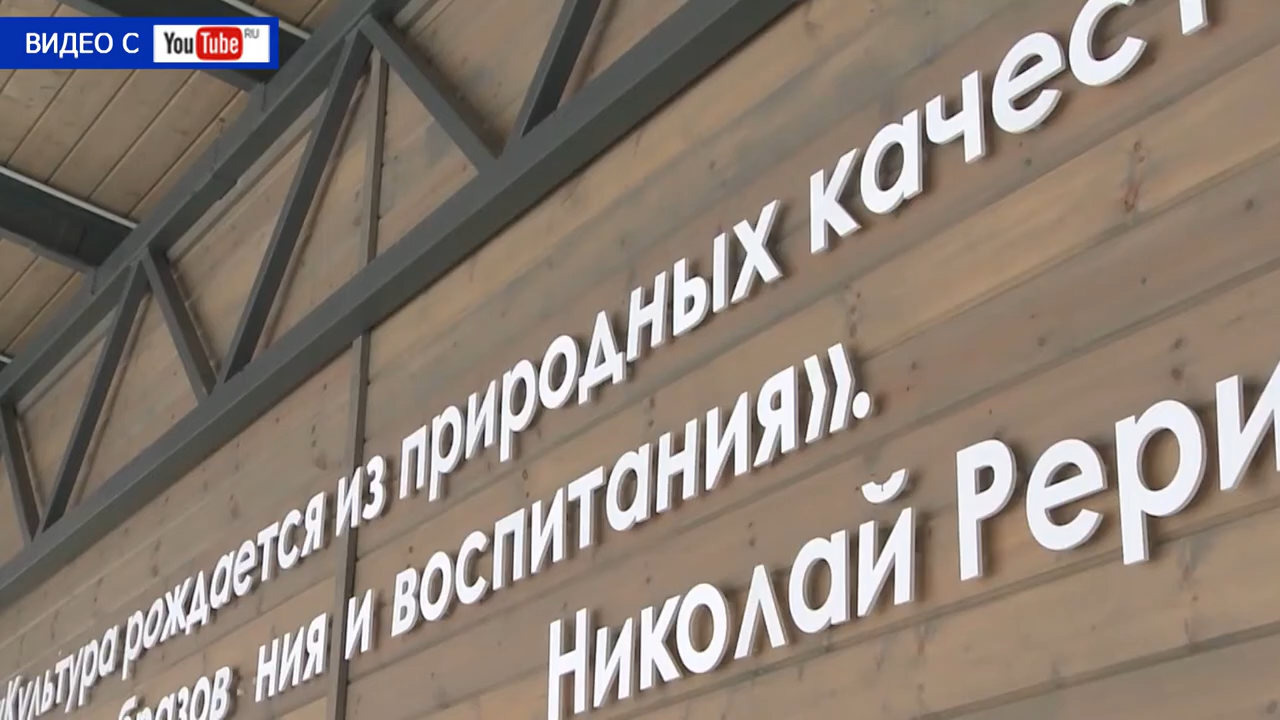 ВИДЕО С YouTube RU
«Культура рождается из природных качест
бразов ния и воспитания».
Николай Рери